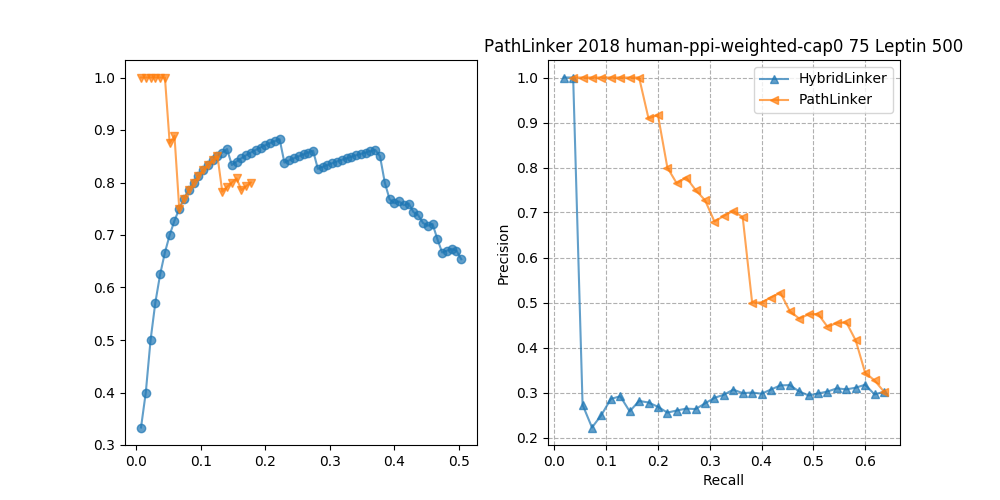 PathLinker 2018 human-ppi-weighted-cap0 75 Leptin 500
1.0
0.9
0.8
0.7
0.6
0.5
0.4
0.3
0.0 0.1 0.2 0.3 0.4 0.5
Precision
1.0
0.9
0.8
0.7
0.6
0.5
0.4
0.3
0.2
HybridLinker
PathLinker
0.0 0.1 0.2 0.3 0.4 0.5 0.6
Recall